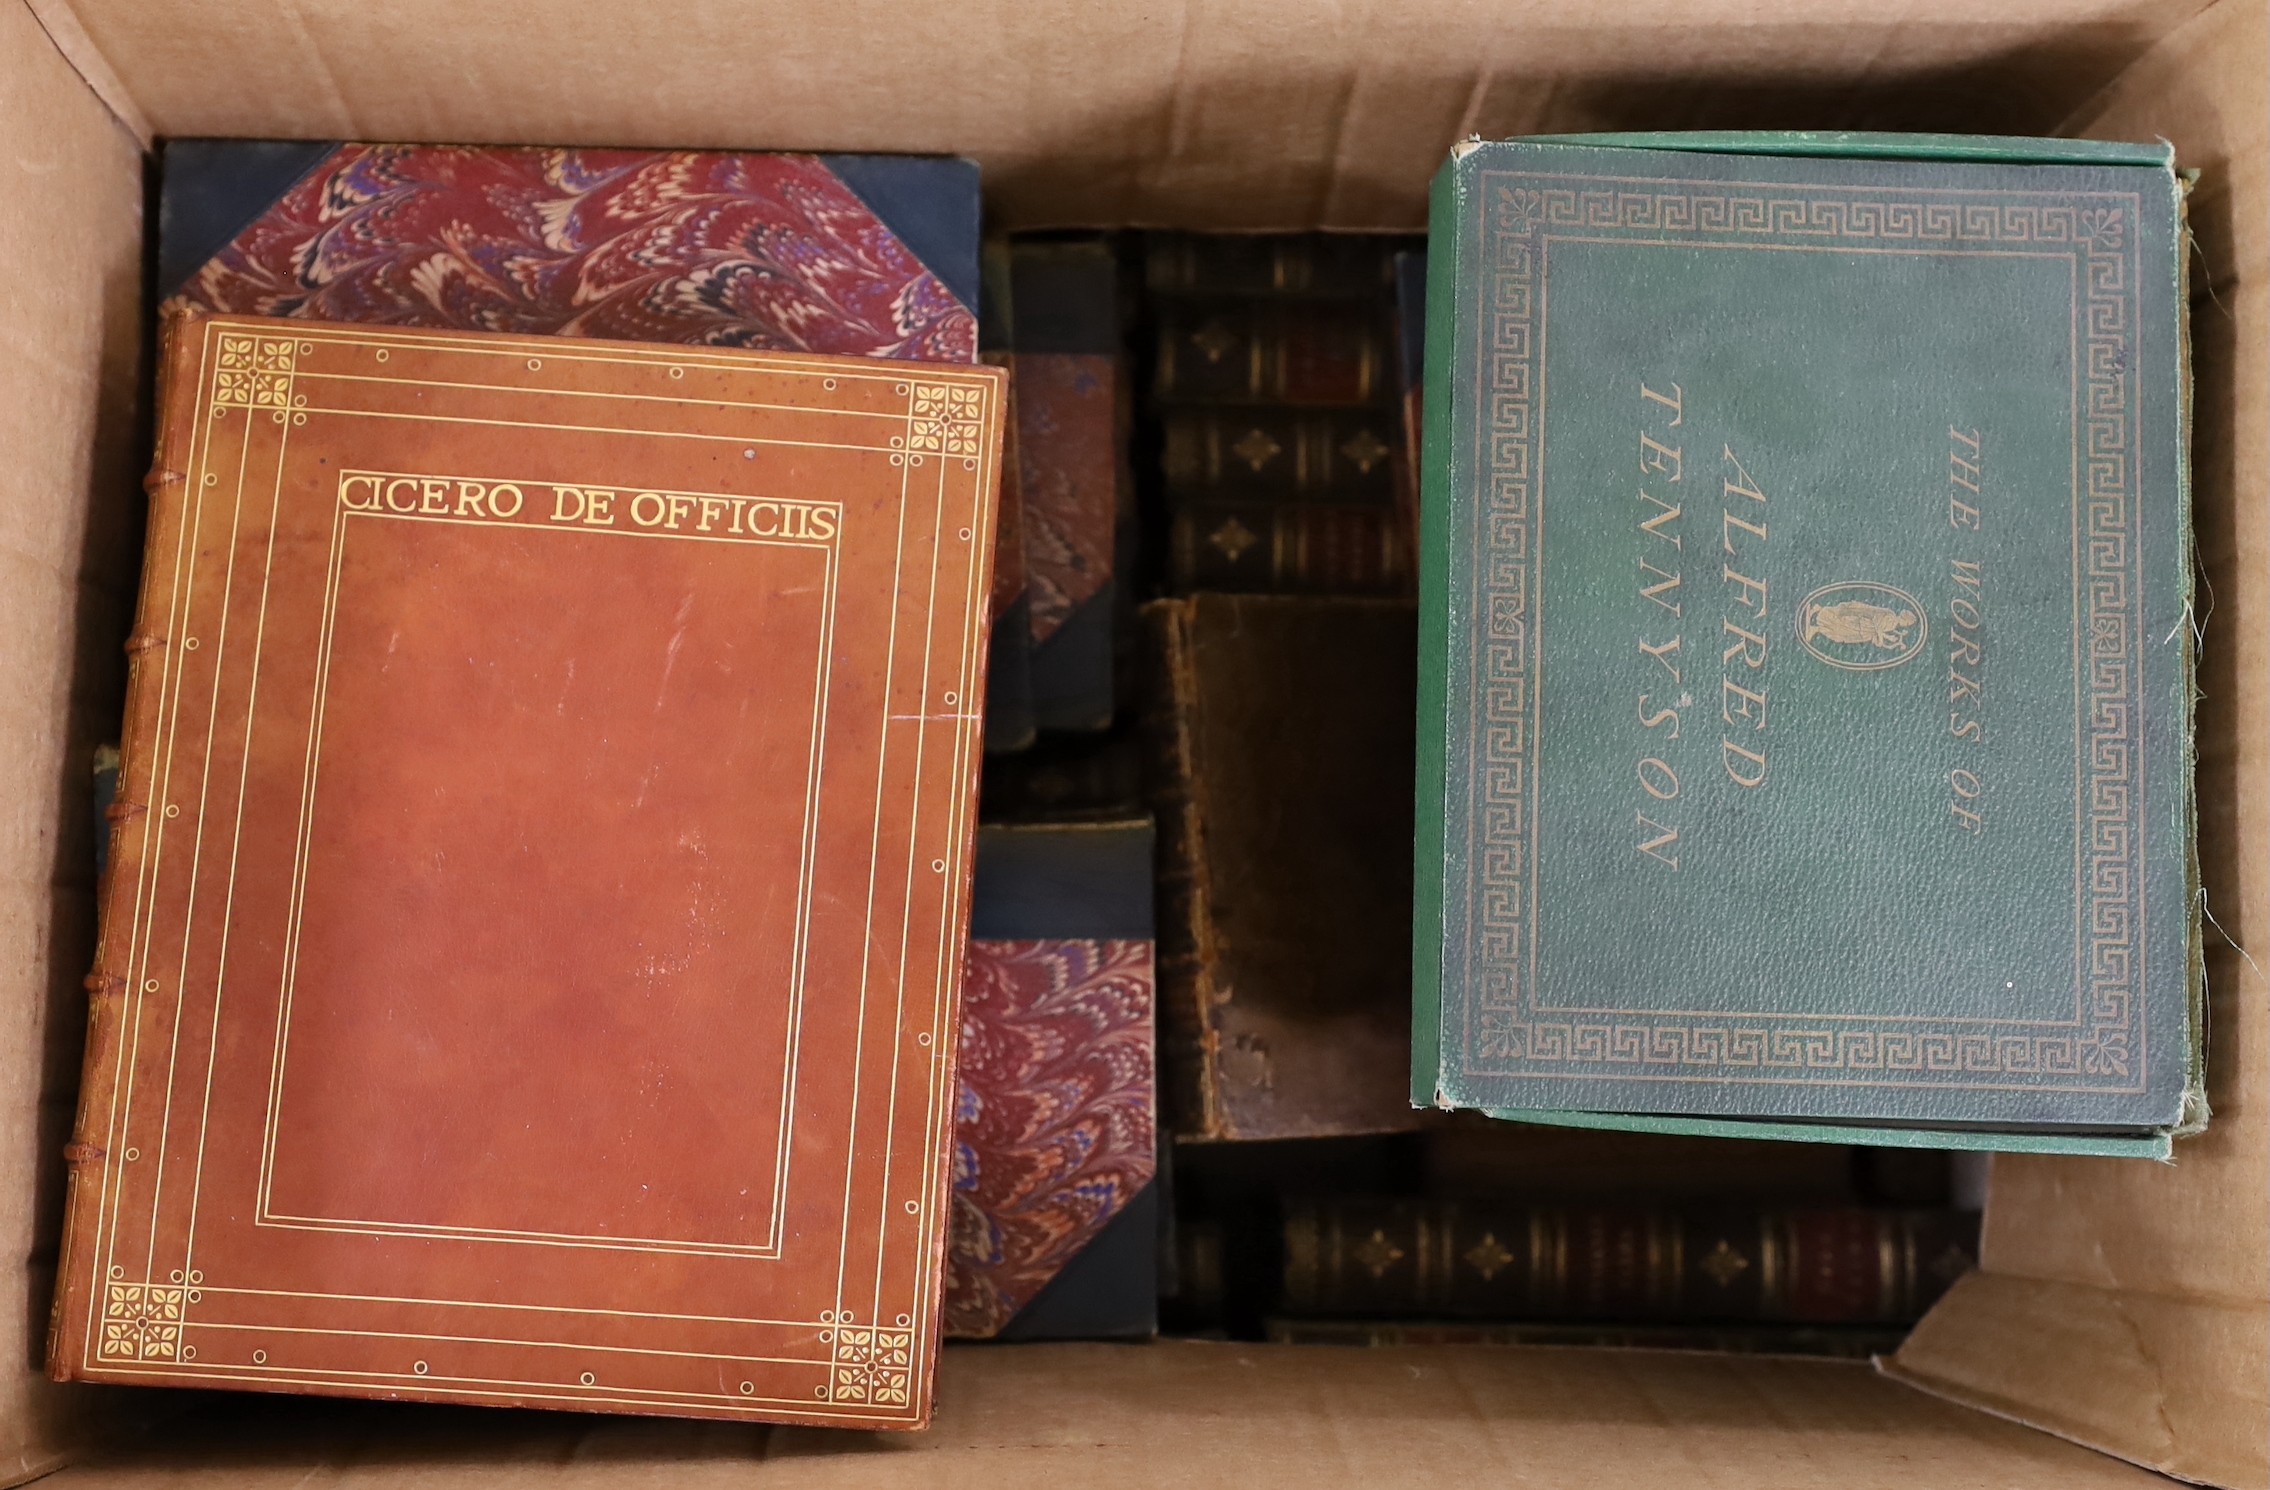 CICERO DE OFFICIIS
THE WORKS OF
ALFRED
TENNYSON